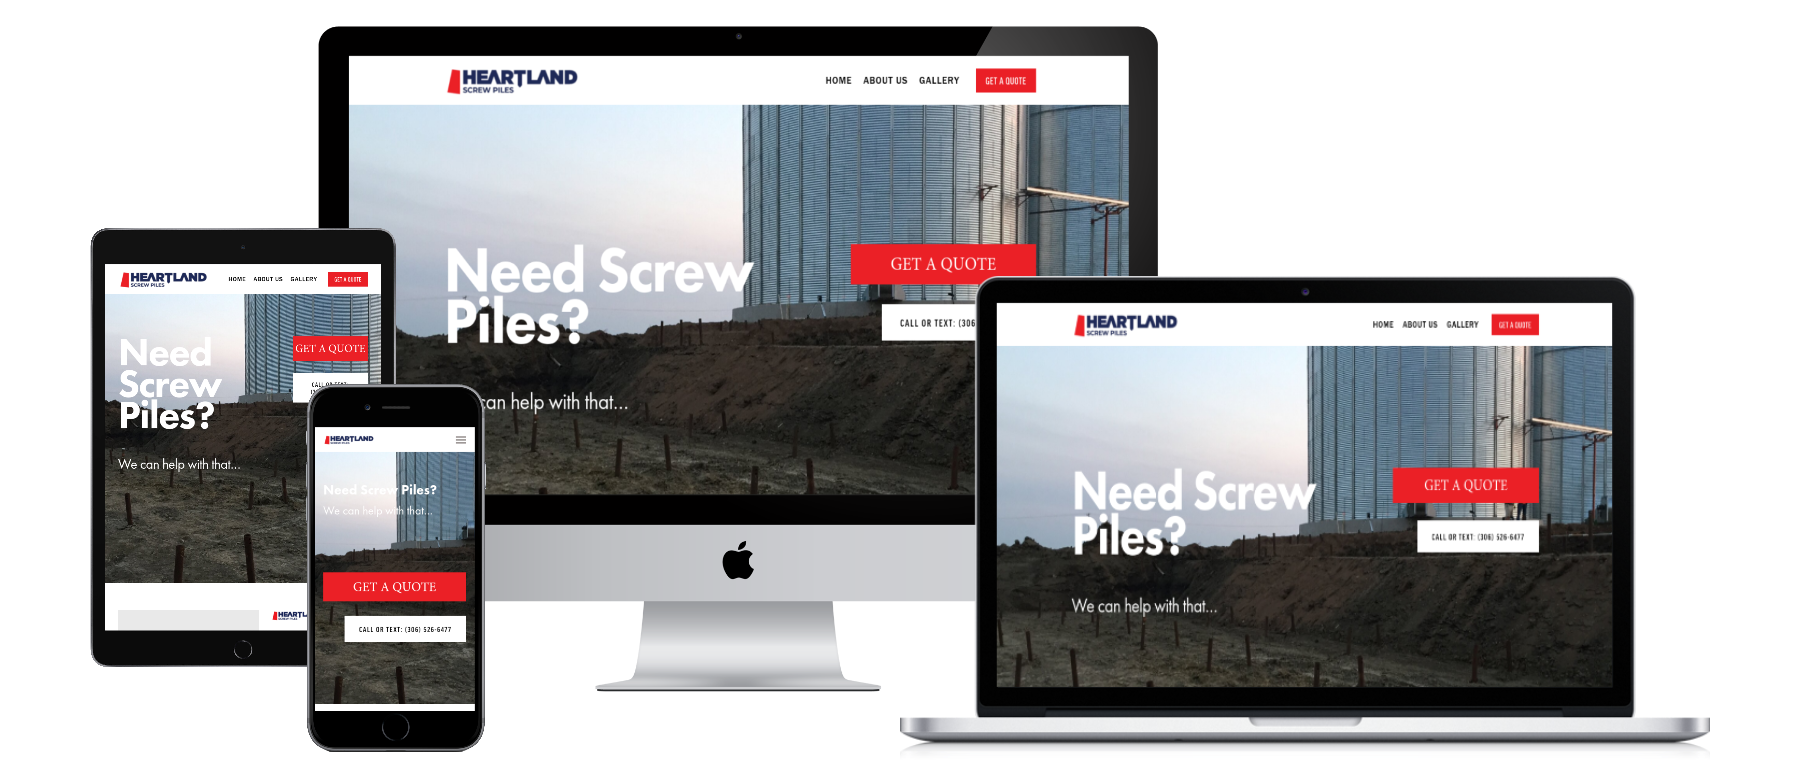 HEARTLAND
SCREW PILES
HOME ABOUT US GALLERY GET A QUOTE
Need Screw
Piles?
GET A QUOTE
CALL OR TEXT: (306
can help with that...
HEARTLAND
SCREW PILES
HOME ABOUT US GALLERY GET A QUOTE
Need
Screw
Piles?
GET A QUOTE
CALL OR TEXT:
We can help with that...
HEARTL
HEARTLAND
SCREW PILES
Need Screw Piles?
We can help with that...
GET A QUOTE
CALL OR TEXT: (306) 526-6477
HEARTLAND
SCREW PILES
HOME ABOUT US GALLERY GET A QUOTE
Need Screw
Piles?
GET A QUOTE
CALL OR TEXT: (306) 526-6477
We can help with that...